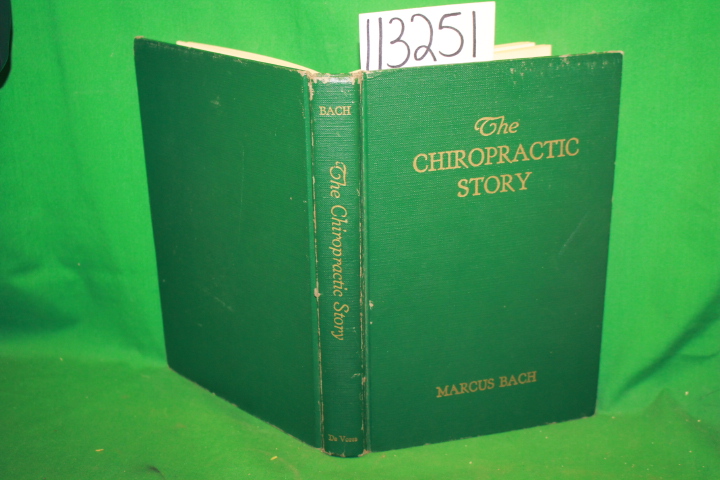 113251
BACH
The Chiropractic Story
De Vorss
The
CHIROPRACTIC
STORY
MARCUS BACH